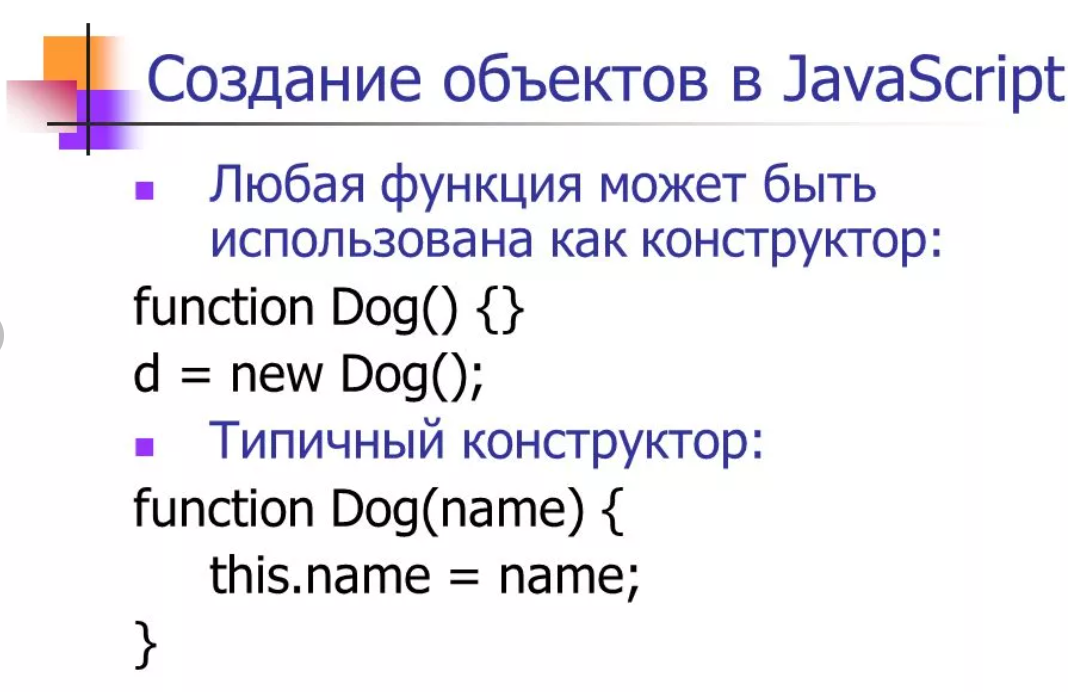 Создание объектов в JavaScript
Любая функция может быть
использована как конструктор:
function Dog() {}
d = new Dog();
Типичный конструктор:
function Dog(name) {
this.name = name;
}